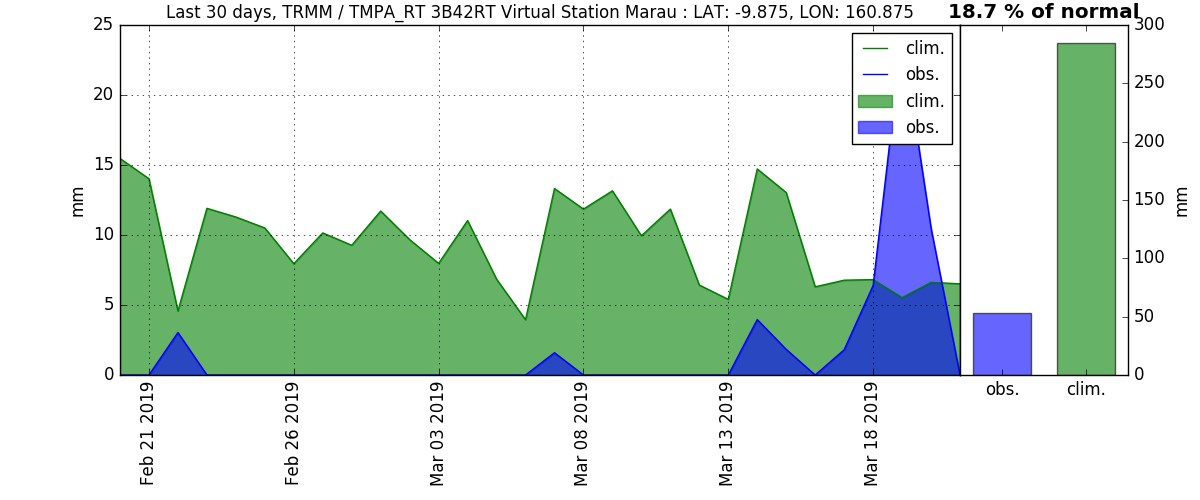 Last 30 days, TRMM / TMPA_RT 3B42RT Virtual Station Marau : LAT: -9.875, LON: 160.875
18.7 % of normal
clim.
obs.
clim.
obs.
25
20
15
10
5
0
mm
Feb 21 2019
Feb 26 2019
Mar 03 2019
Mar 08 2019
Mar 13 2019
Mar 18 2019
300
250
200
150
100
50
0
mm
obs.
clim.